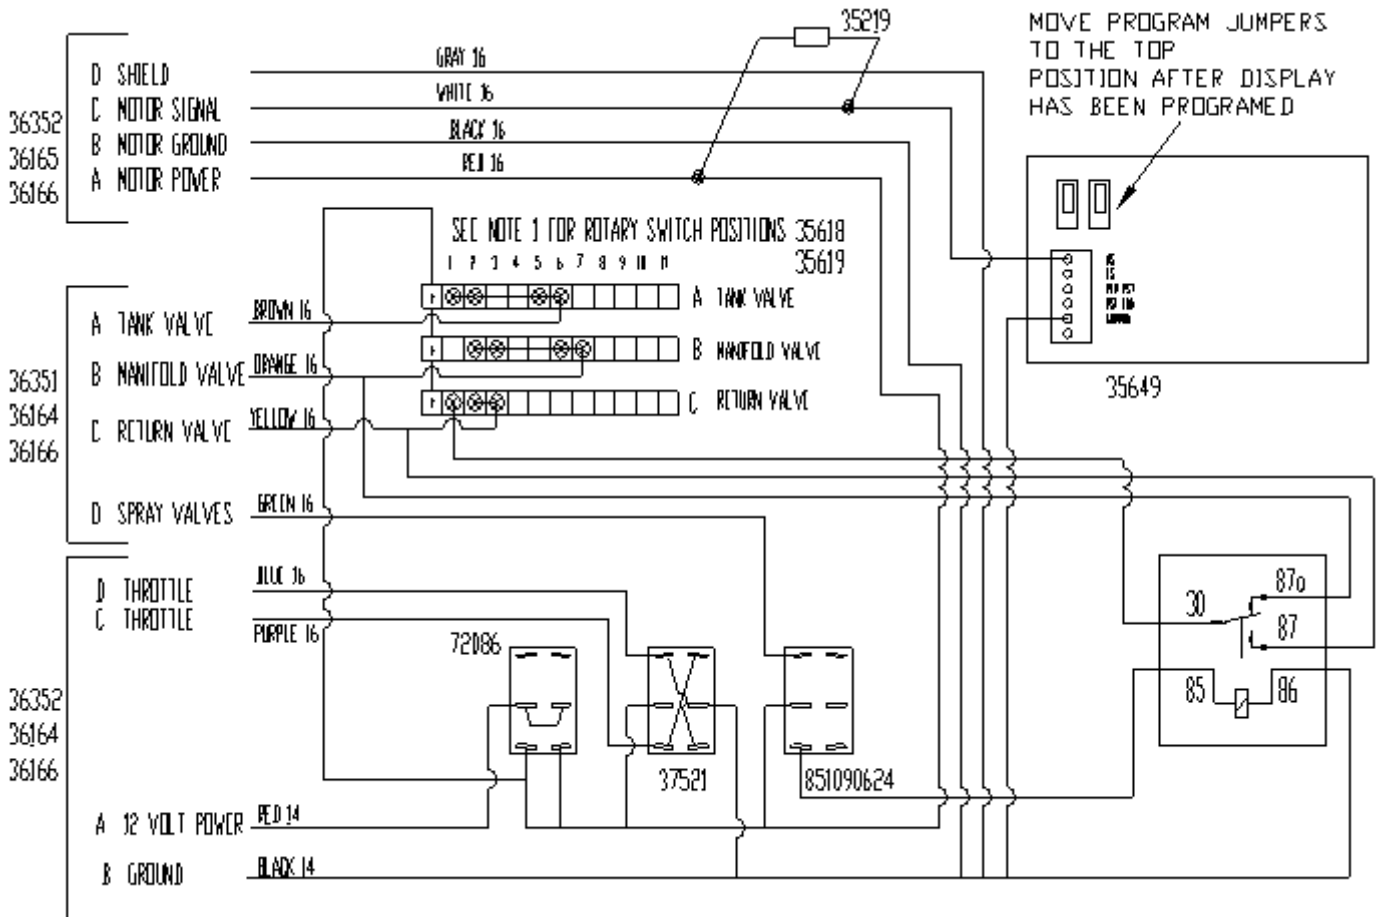 35219
MOVE PROGRAM JUMPERS
TO THE TOP
POSITION AFTER DISPLAY
HAS BEEN PROGRAMED
36352
36165
36166
D SHIELD
C MOTOR SIGNAL
B MOTOR GROUND
A MOTOR POWER
GRAY 16
WHITE 16
BLACK 16
RED 16
SEE NOTE 1 FOR ROTARY SWITCH POSITIONS 35618
35619
1 2 3 4 5 6 7 8 9 10 11
A TANK VALVE
B MANIFOLD VALVE
C RETURN VALVE
35649
36351
36164
36166
A TANK VALVE
B MANIFOLD VALVE
C RETURN VALVE
D SPRAY VALVES
BROWN 16
ORANGE 16
YELLOW 16
GREEN 16
D THROTTLE
C THROTTLE
BLUE 16
PURPLE 16
36352
36164
36166
72086
37521
851090624
30
87a
87
85
86
A 12 VOLT POWER
RED 14
B GROUND
BLACK 14